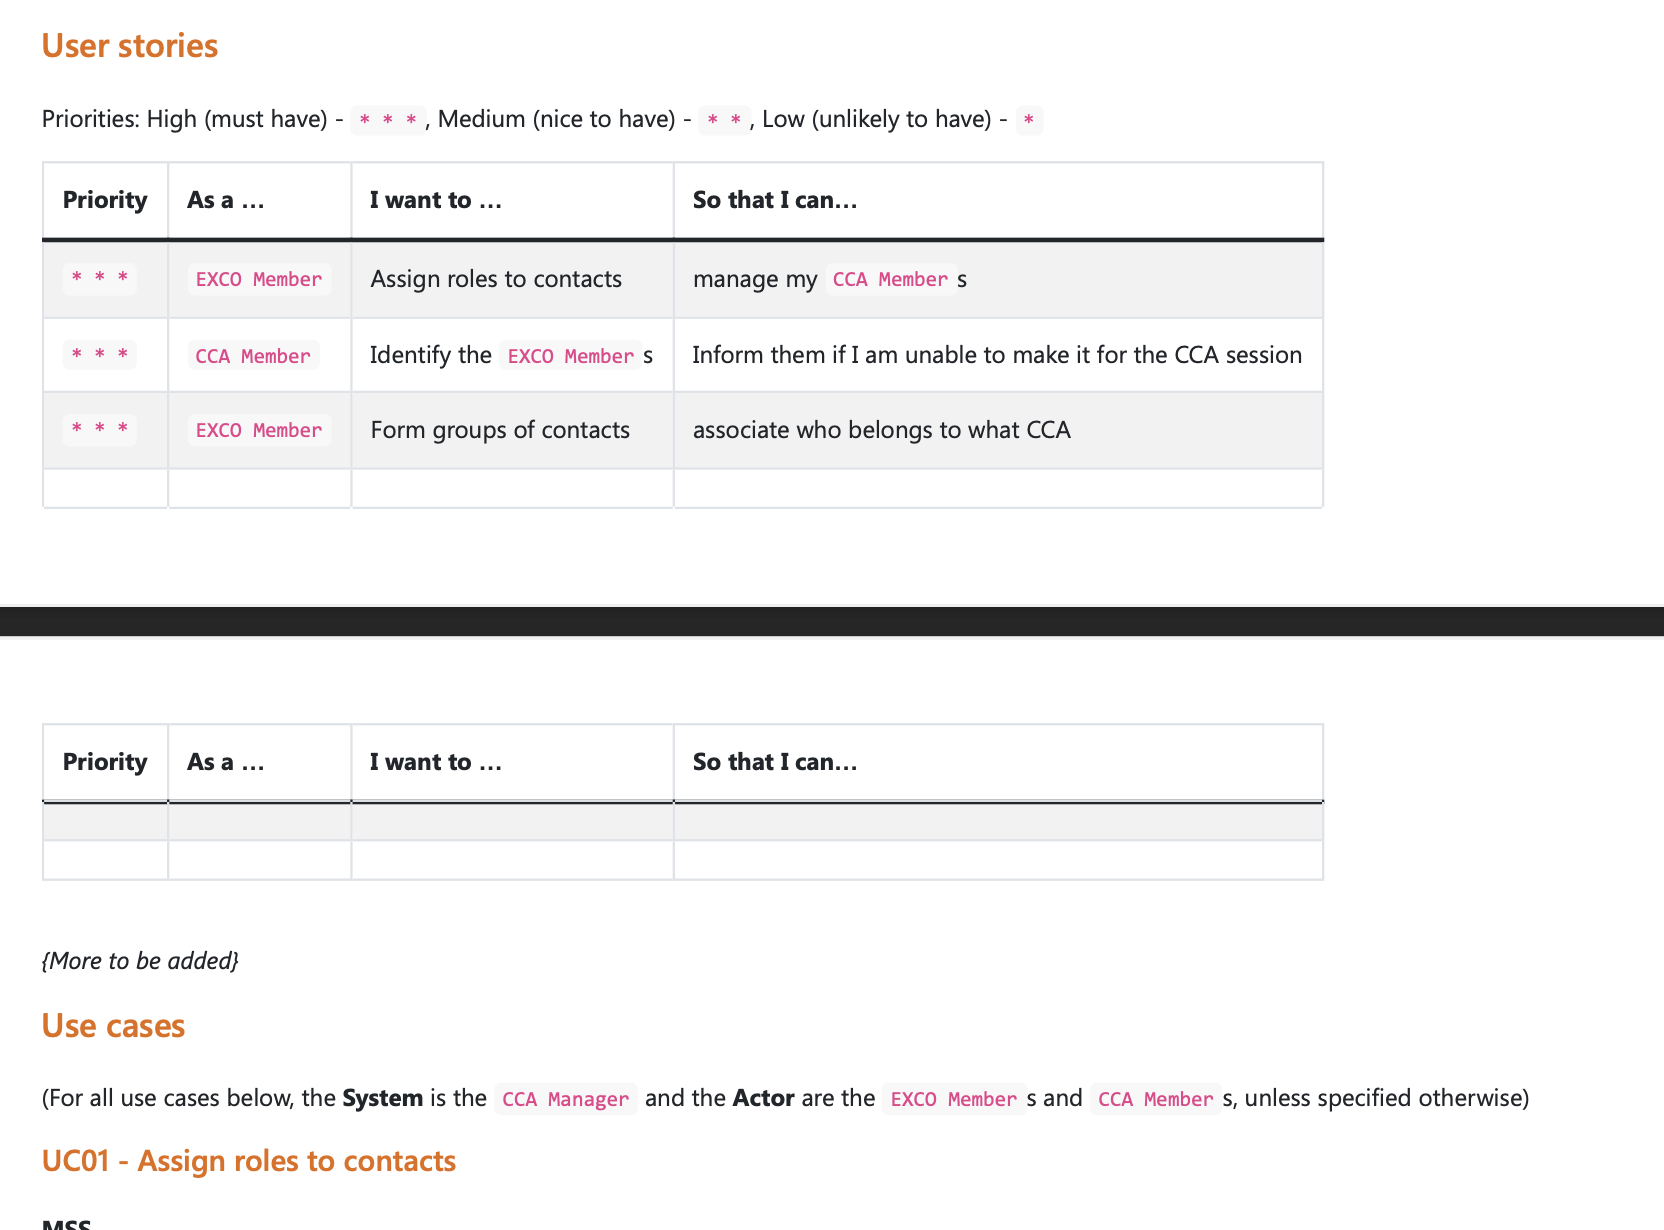 User stories
Priorities: High (must have) - * * *, Medium (nice to have) - * *, Low (unlikely to have) - *
Priority As a … I want to … So that I can…
* * * EXCO Member Assign roles to contacts manage my CCA Member s
* * * CCA Member Identify the EXCO Member s Inform them if I am unable to make it for the CCA session
* * * EXCO Member Form groups of contacts associate who belongs to what CCA
Priority As a … I want to … So that I can…
{More to be added}
Use cases
(For all use cases below, the System is the CCA Manager and the Actor are the EXCO Member s and CCA Member s, unless specified otherwise)
UC01 - Assign roles to contacts
MSS